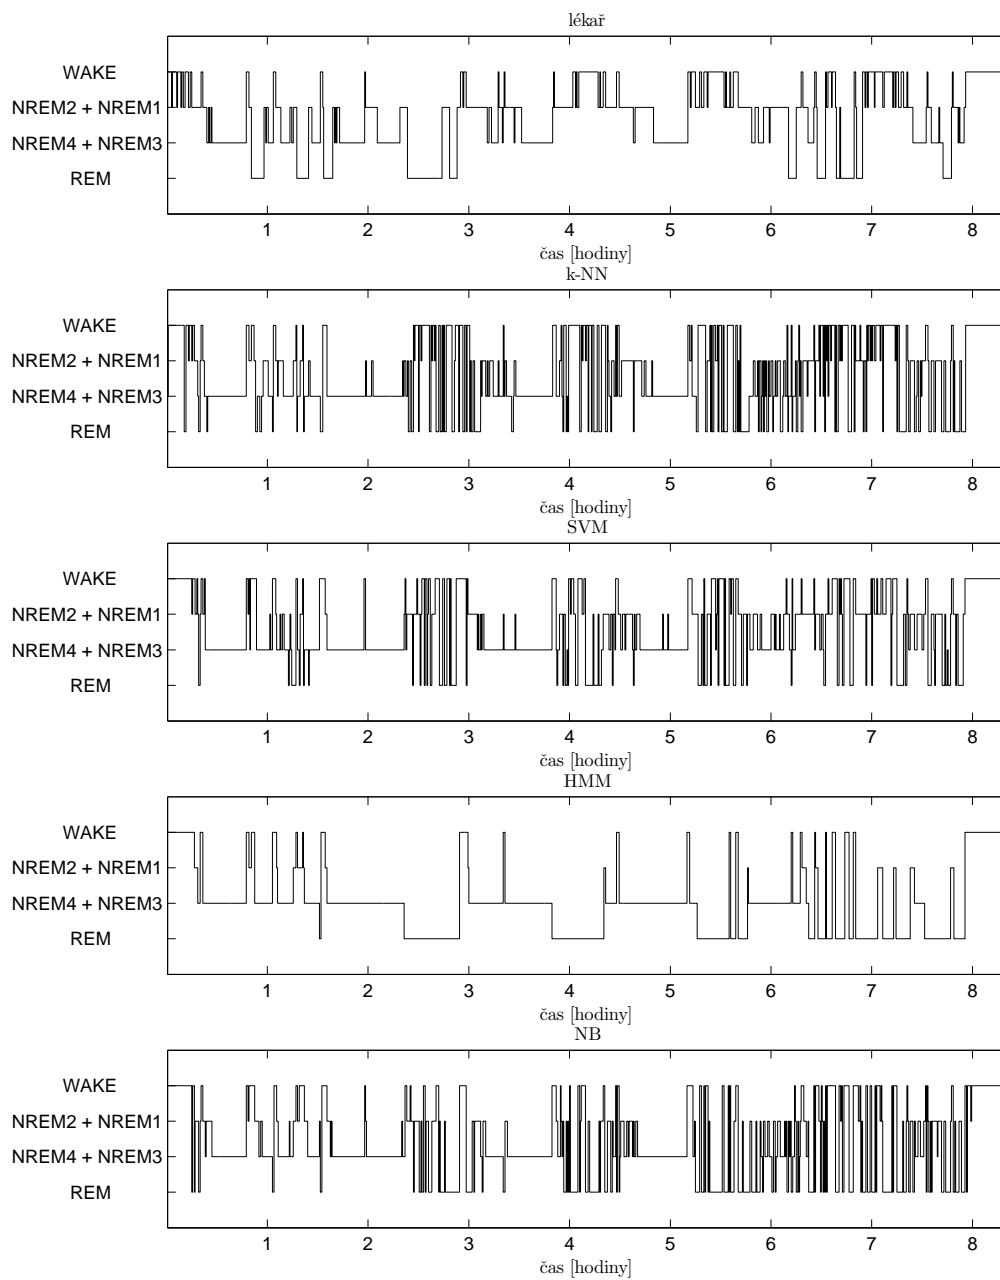 lékař
WAKE
NREM2 + NREM1
NREM4 + NREM3
REM
1 2 3 4 5 6 7 8
čas [hodiny]
k-NN
WAKE
NREM2 + NREM1
NREM4 + NREM3
REM
1 2 3 4 5 6 7 8
čas [hodiny]
SVM
WAKE
NREM2 + NREM1
NREM4 + NREM3
REM
1 2 3 4 5 6 7 8
čas [hodiny]
HMM
WAKE
NREM2 + NREM1
NREM4 + NREM3
REM
1 2 3 4 5 6 7 8
čas [hodiny]
NB
WAKE
NREM2 + NREM1
NREM4 + NREM3
REM
1 2 3 4 5 6 7 8
čas [hodiny]